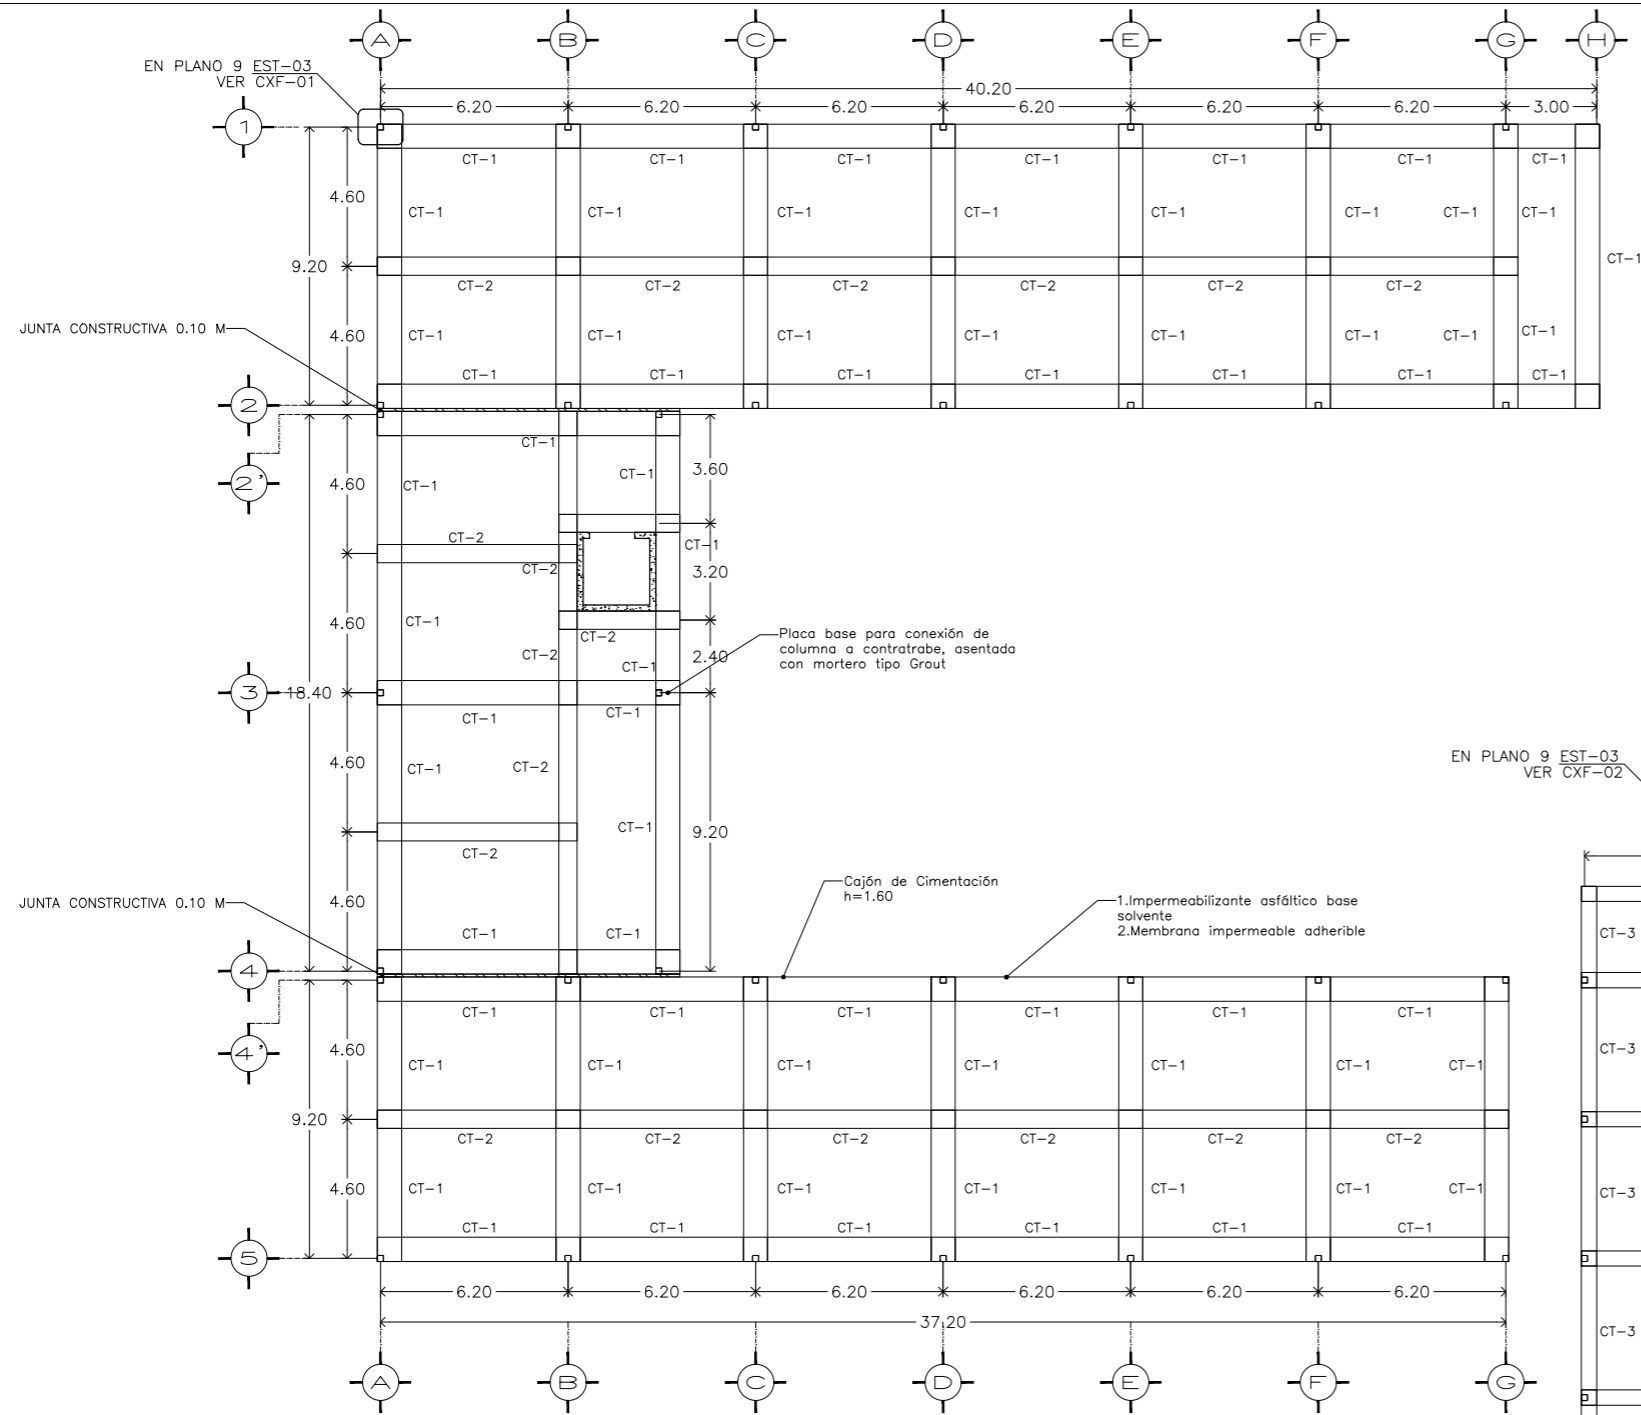 A B C D E F G H
EN PLANO 9 EST-03
VER CXF-01
40.20
6.20 6.20 6.20 6.20 6.20 6.20 3.00
1
CT-1 CT-1 CT-1 CT-1 CT-1 CT-1 CT-1
4.60
CT-1 CT-1 CT-1 CT-1 CT-1 CT-1 CT-1 CT-1
CT-1
9.20
CT-2 CT-2 CT-2 CT-2 CT-2 CT-2
JUNTA CONSTRUCTIVA 0.10 M
4.60
CT-1 CT-1 CT-1 CT-1 CT-1 CT-1 CT-1 CT-1
CT-1 CT-1 CT-1 CT-1 CT-1 CT-1 CT-1
2
CT-1
3.60
CT-1
2'
4.60
CT-1
CT-2
CT-1
CT-2
3.20
4.60
CT-1
CT-2
Placa base para conexión de
columna a contratrabe, asentada
con mortero tipo Grout
CT-2
2.40
CT-1
3
18.40
CT-1
CT-1
4.60
CT-1
CT-2
EN PLANO 9 EST-03
VER CXF-02
CT-1
9.20
CT-2
Cajón de Cimentación
h=1.60
JUNTA CONSTRUCTIVA 0.10 M
4.60
1.Impermeabilizante asfáltico base
solvente
2.Membrana impermeable adherible
CT-1 CT-1
CT-3
4
CT-1 CT-1 CT-1 CT-1 CT-1 CT-1
4'
4.60
CT-3
CT-1 CT-1 CT-1 CT-1 CT-1 CT-1 CT-1
9.20
CT-2 CT-2 CT-2 CT-2 CT-2 CT-2
4.60
CT-1 CT-1 CT-1 CT-1 CT-1 CT-1 CT-1
CT-3
CT-1 CT-1 CT-1 CT-1 CT-1 CT-1
5
6.20 6.20 6.20 6.20 6.20 6.20
37.20
CT-3
A B C D E F G